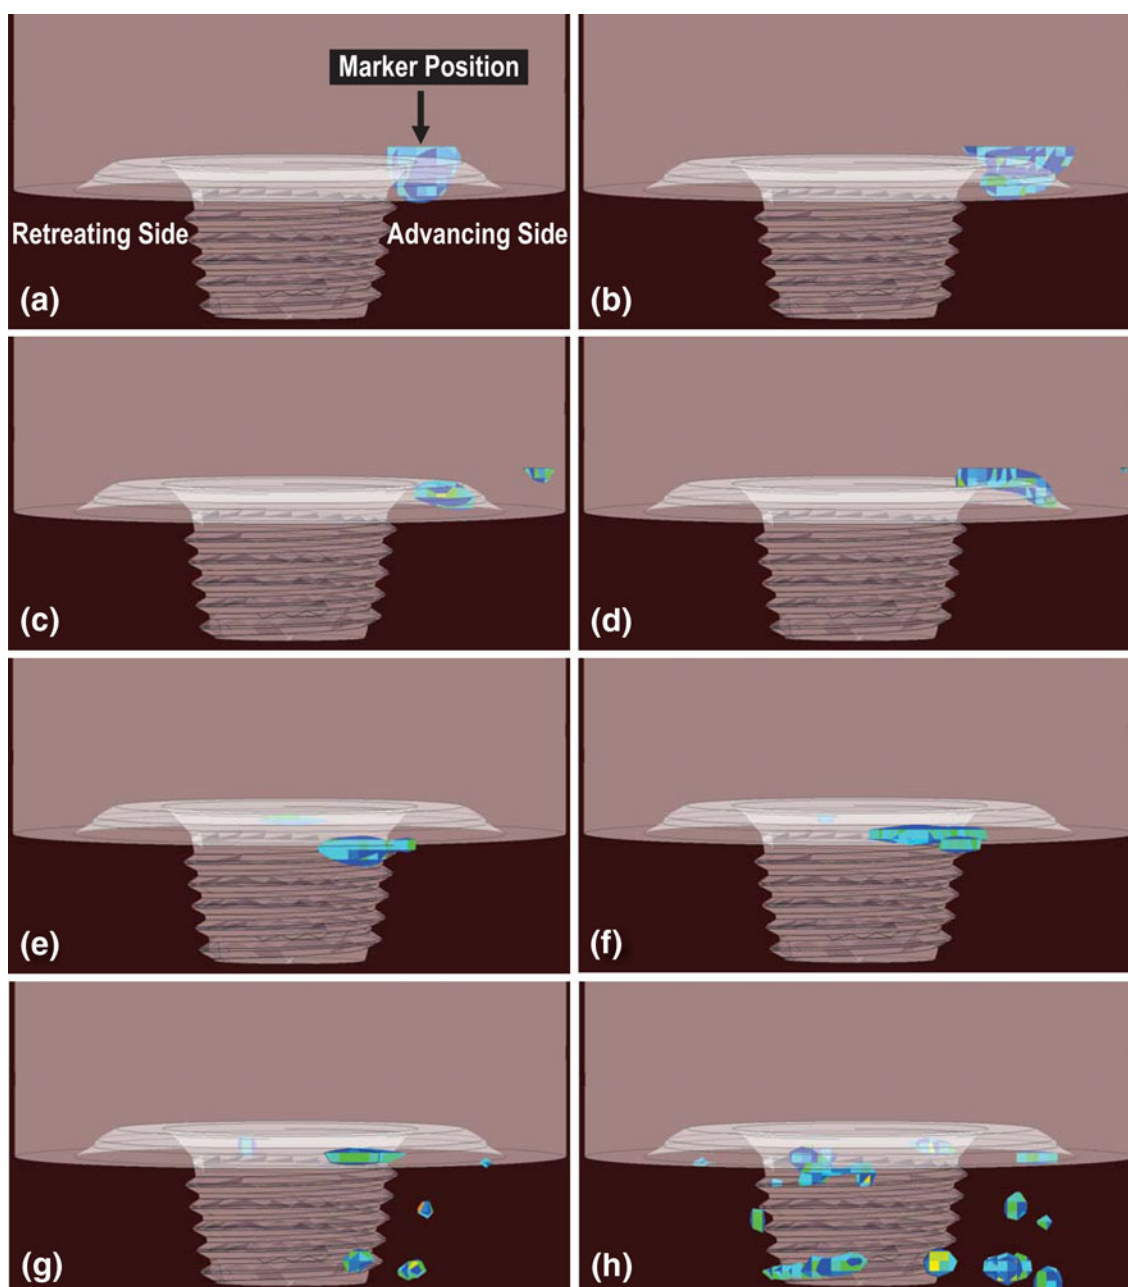 Marker Position
Retreating Side
Advancing Side
(a)
(b)
(c)
(d)
(e)
(f)
(g)
(h)